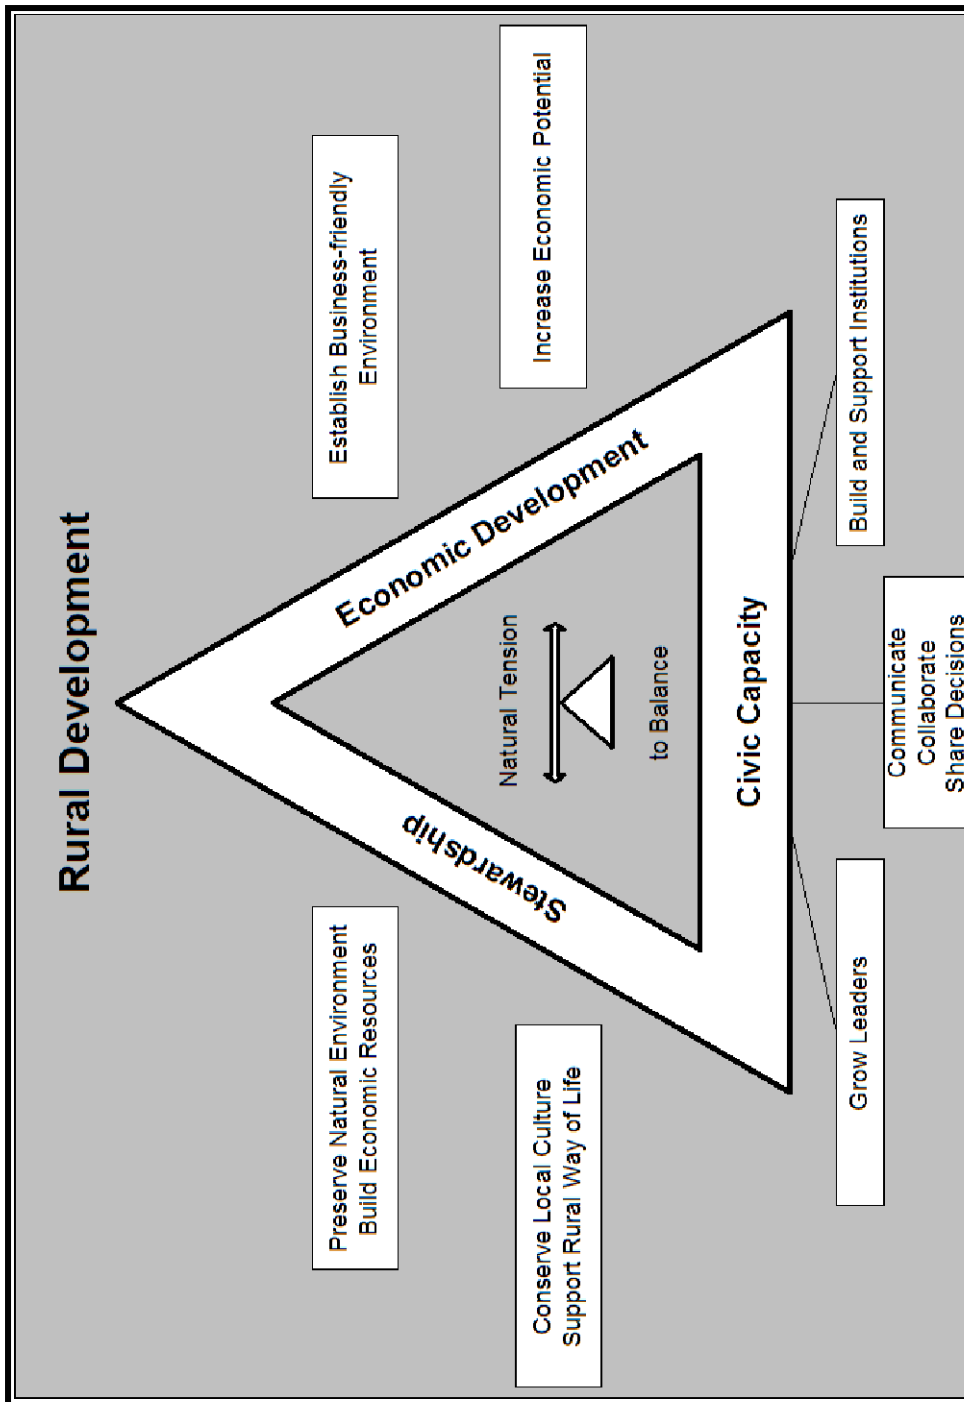 Rural Development
Preserve Natural Environment
Build Economic Resources
Establish Business-friendly
Environment
Conserve Local Culture
Support Rural Way of Life
Increase Economic Potential
Stewardship
Economic Development
Natural Tension
to Balance
Civic Capacity
Grow Leaders
Build and Support Institutions
Communicate
Collaborate
Share Decisions